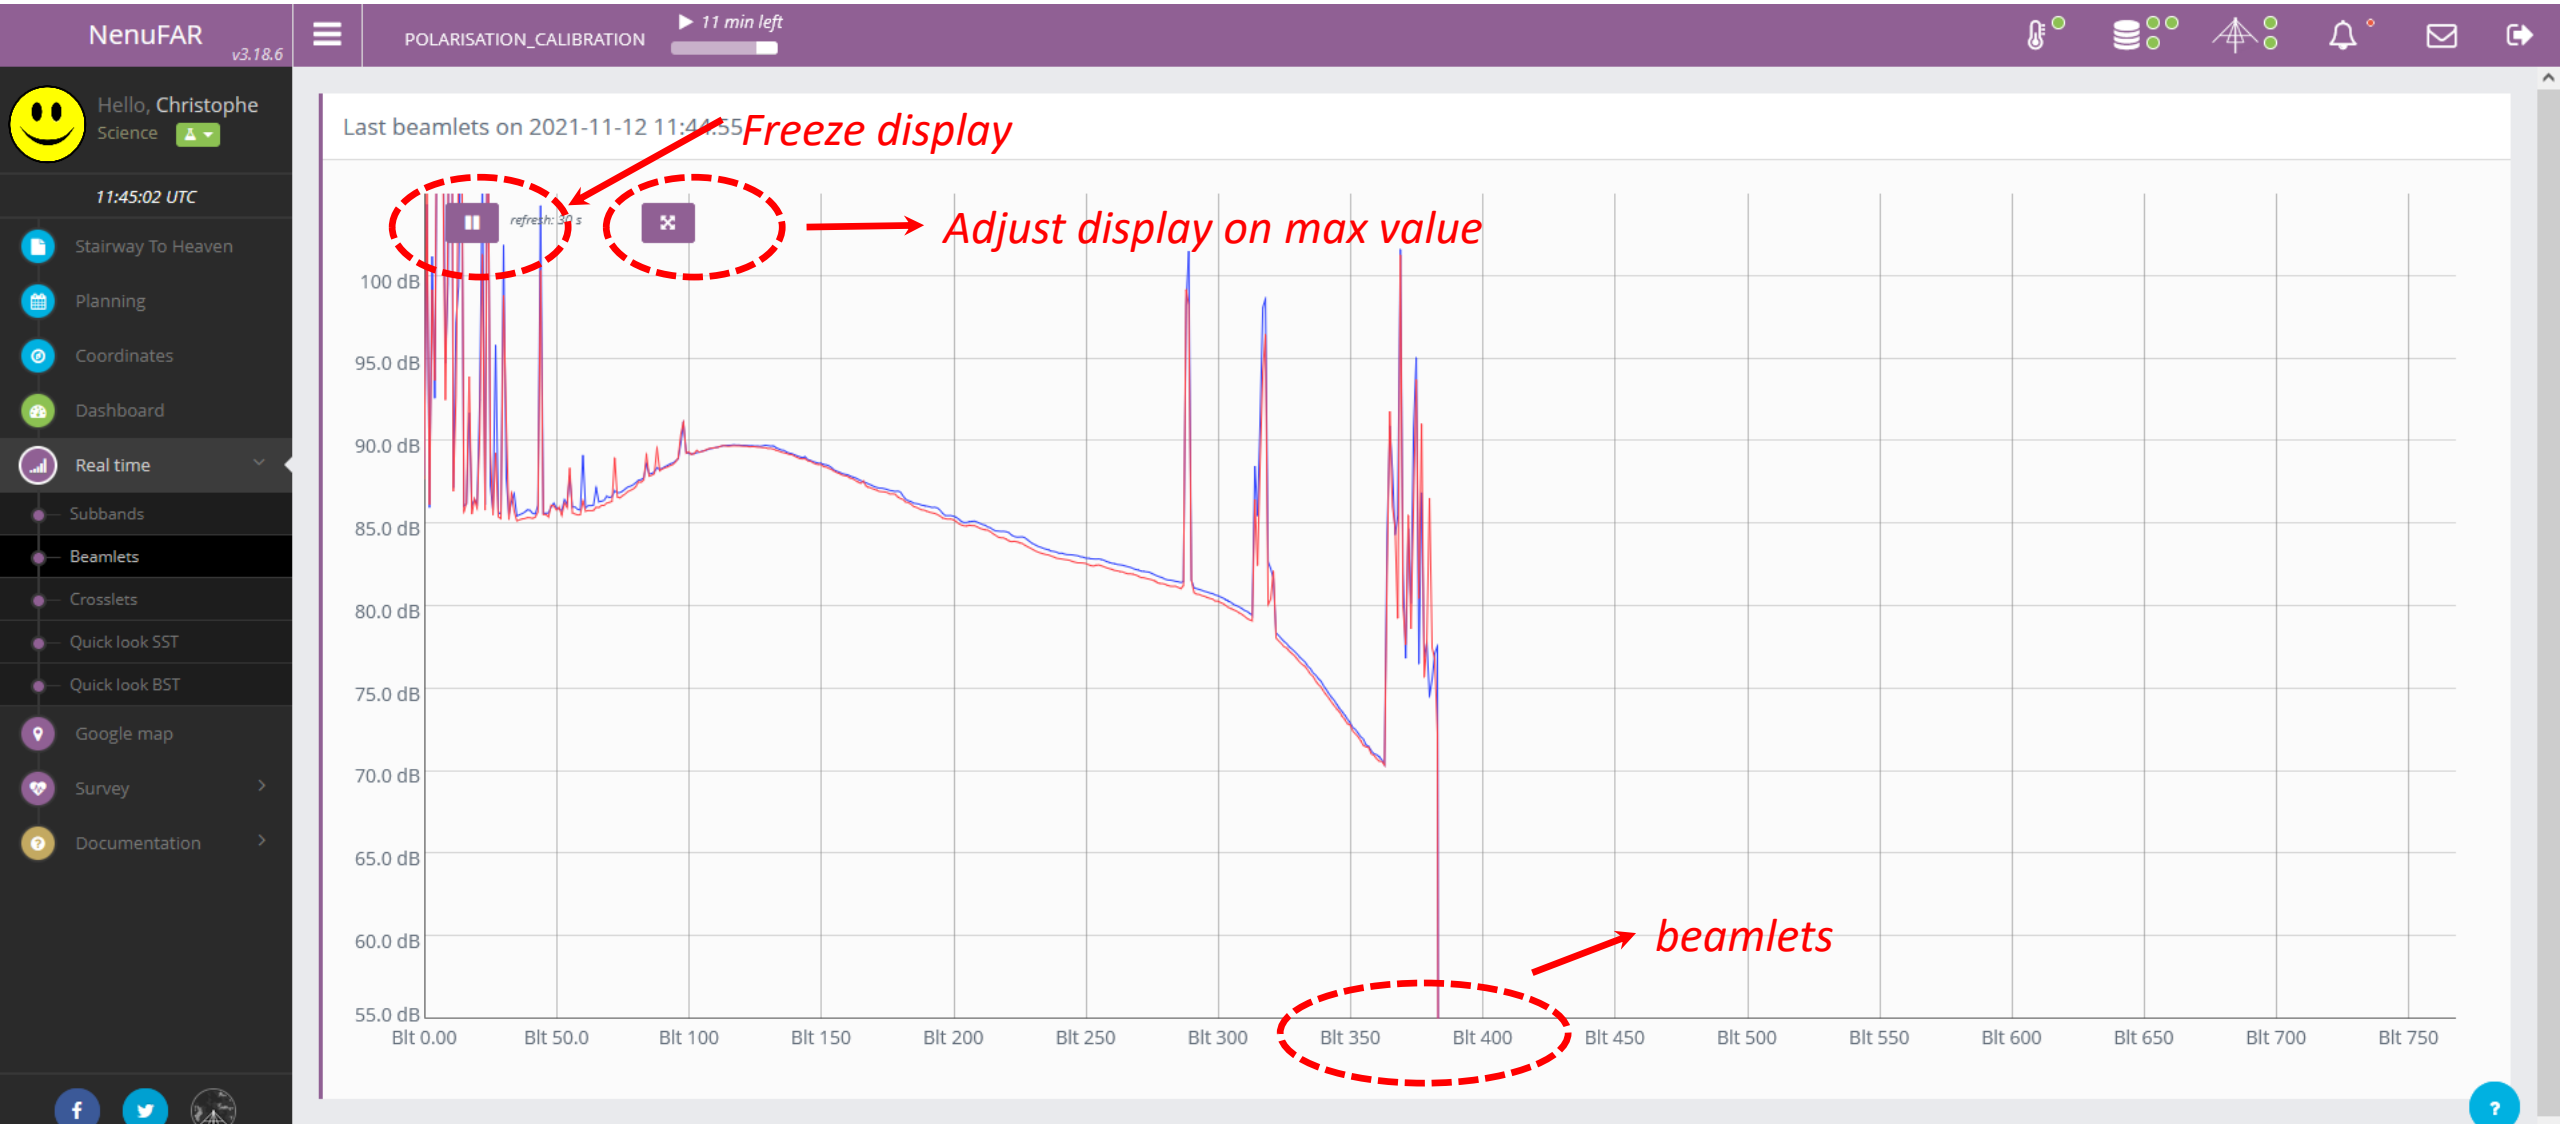 NenuFAR
v3.18.6
POLARISATION_CALIBRATION
11 min left
Hello, Christophe
Science
11:45:02 UTC
Stairway To Heaven
Planning
Coordinates
Dashboard
Real time
Subbands
Beamlets
Crosslets
Quick look SST
Quick look BST
Google map
Survey
Documentation
Last beamlets on 2021-11-12 11:44:55
Freeze display
refresh: 30 s
Adjust display on max value
100 dB
95.0 dB
90.0 dB
85.0 dB
80.0 dB
75.0 dB
70.0 dB
65.0 dB
60.0 dB
55.0 dB
beamlets
Blt 0.00 Blt 50.0 Blt 100 Blt 150 Blt 200 Blt 250 Blt 300 Blt 350 Blt 400 Blt 450 Blt 500 Blt 550 Blt 600 Blt 650 Blt 700 Blt 750